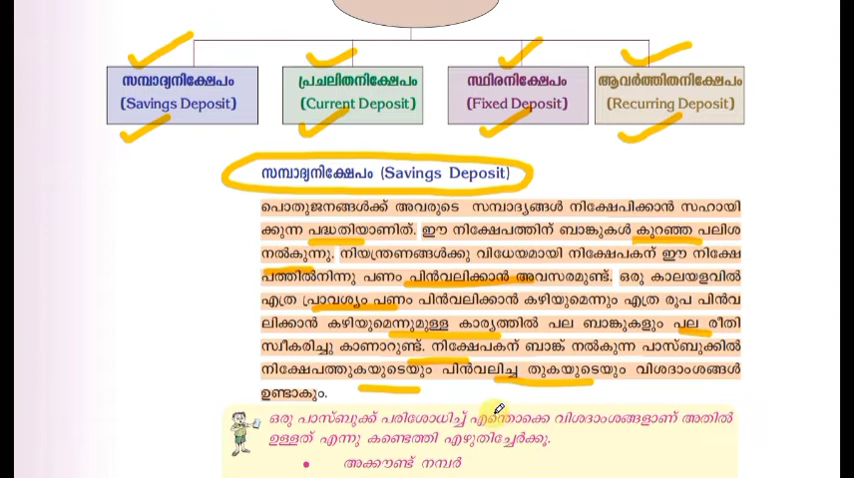 സമ്പാദ്യനിക്ഷേപം
(Savings Deposit)
പ്രചലിതനിക്ഷേപം
(Current Deposit)
സ്ഥിരനിക്ഷേപം
(Fixed Deposit)
ആവർത്തിതനിക്ഷേപം
(Recurring Deposit)
സമ്പാദ്യനിക്ഷേപം (Savings Deposit)
പൊതുജനങ്ങൾക്ക് അവരുടെ സമ്പാദ്യങ്ങൾ നിക്ഷേപിക്കാൻ സഹായി
ക്കുന്ന പദ്ധതിയാണിത്. ഈ നിക്ഷേപത്തിന് ബാങ്കുകൾ കുറഞ്ഞ പലിശ
നൽകുന്നു. നിയന്ത്രണങ്ങൾക്കു വിധേയമായി നിക്ഷേപകന് ഈ നിക്ഷേ
പത്തിൽനിന്നു പണം പിൻവലിക്കാൻ അവസരമുണ്ട്. ഒരു കാലയളവിൽ
എത്ര പ്രാവശ്യം പണം പിൻവലിക്കാൻ കഴിയുമെന്നും എത്ര രൂപ പിൻവ
ലിക്കാൻ കഴിയുമെന്നുമുള്ള കാര്യത്തിൽ പല ബാങ്കുകളും പല രീതി
സ്വീകരിച്ചു കാണാറുണ്ട്. നിക്ഷേപകന് ബാങ്ക് നൽകുന്ന പാസ്ബുക്കിൽ
നിക്ഷേപത്തുകയുടെയും പിൻവലിച്ച തുകയുടെയും വിശദാംശങ്ങൾ
ഉണ്ടാകും.
ഒരു പാസ്ബുക്ക് പരിശോധിച്ച് എന്തൊക്കെ വിശദാംശങ്ങളാണ് അതിൽ
ഉള്ളത് എന്നു കണ്ടെത്തി എഴുതിച്ചേർക്കൂ.
• അക്കൗണ്ട് നമ്പർ